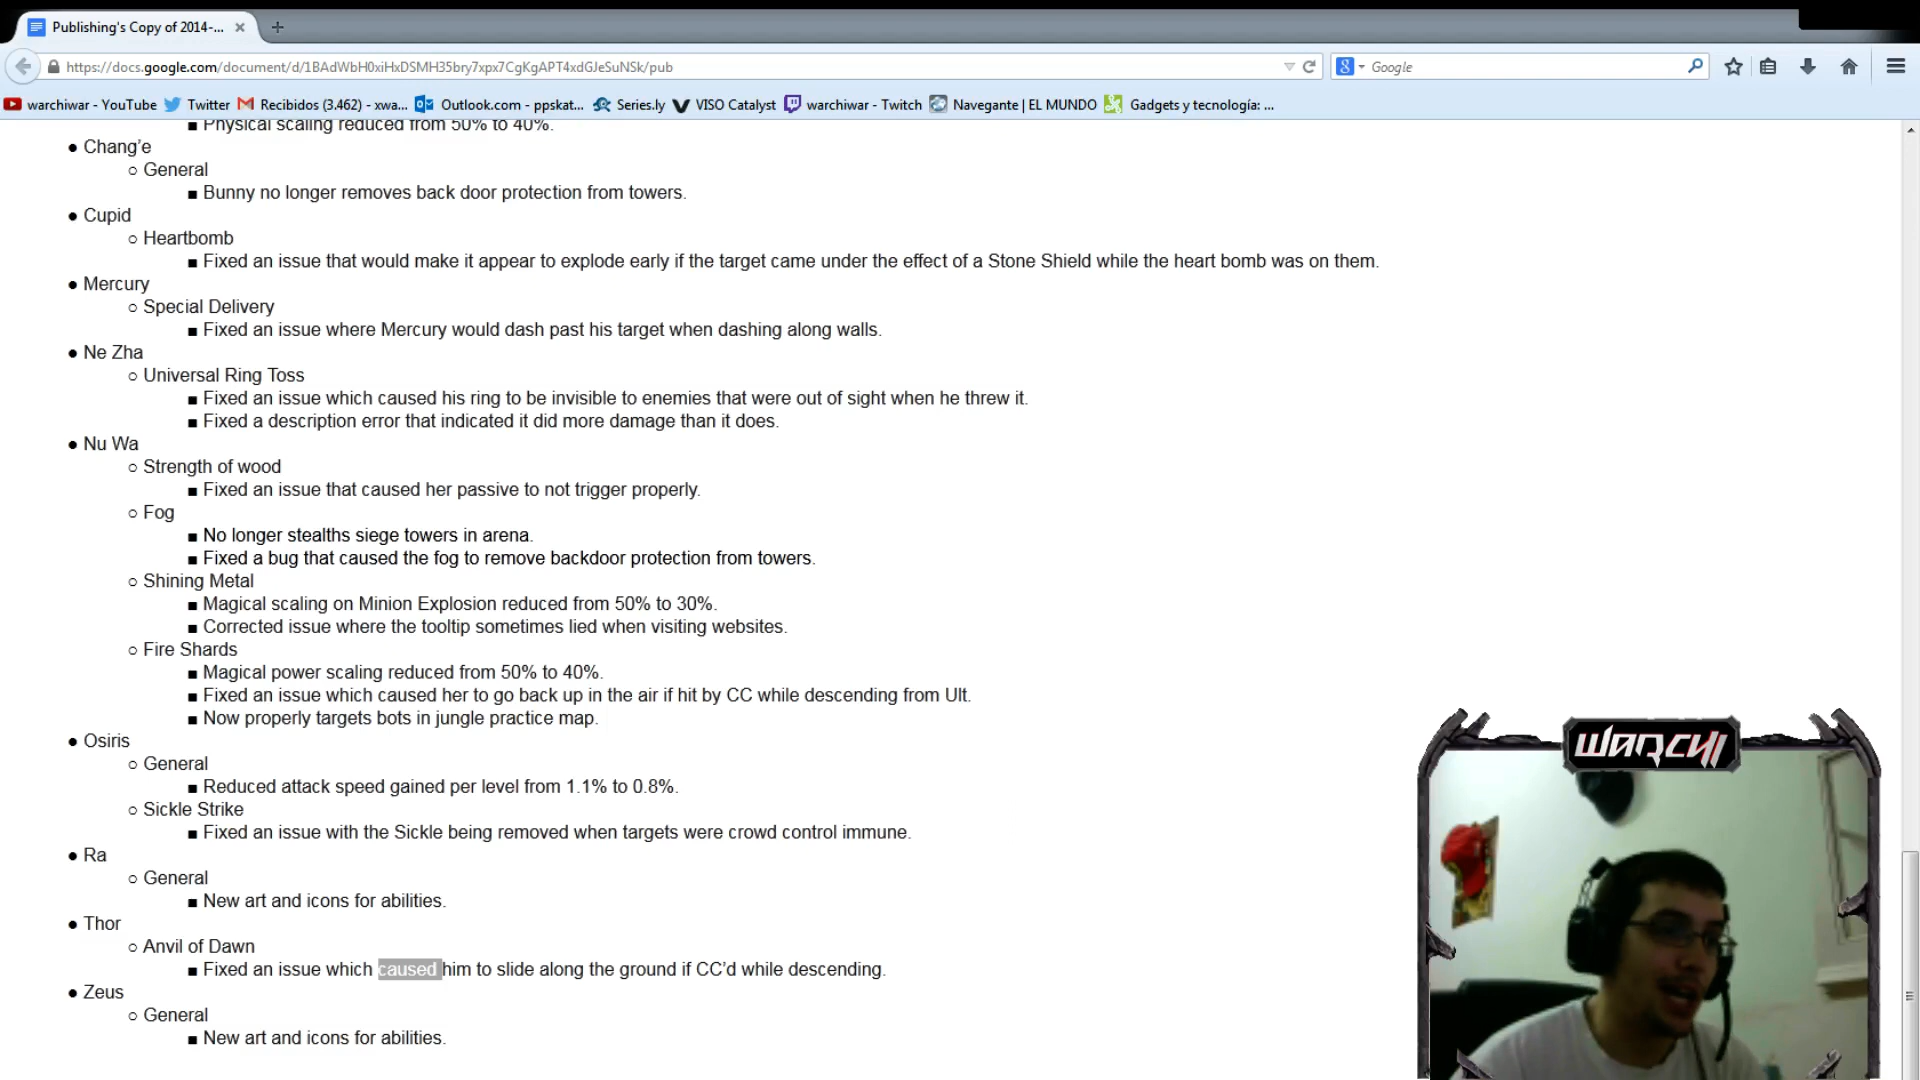 Publishing's Copy of 2014-...
https://docs.google.com/document/d/1BAdWbH0xiHxDSMH35bry7xpx7CgKgAPT4xdGJeSuNSk/pub
Google
warchiwar - YouTube Twitter Recibidos (3.462) - xwa... Outlook.com - ppskat... Series.ly VISO Catalyst warchiwar - Twitch Navegante | EL MUNDO Gadgets y tecnología: ...
■ Physical scaling reduced from 50% to 40%.
● Chang’e
○ General
■ Bunny no longer removes back door protection from towers.
● Cupid
○ Heartbomb
■ Fixed an issue that would make it appear to explode early if the target came under the effect of a Stone Shield while the heart bomb was on them.
● Mercury
○ Special Delivery
■ Fixed an issue where Mercury would dash past his target when dashing along walls.
● Ne Zha
○ Universal Ring Toss
■ Fixed an issue which caused his ring to be invisible to enemies that were out of sight when he threw it.
■ Fixed a description error that indicated it did more damage than it does.
● Nu Wa
○ Strength of wood
■ Fixed an issue that caused her passive to not trigger properly.
○ Fog
■ No longer stealths siege towers in arena.
■ Fixed a bug that caused the fog to remove backdoor protection from towers.
○ Shining Metal
■ Magical scaling on Minion Explosion reduced from 50% to 30%.
■ Corrected issue where the tooltip sometimes lied when visiting websites.
○ Fire Shards
■ Magical power scaling reduced from 50% to 40%.
■ Fixed an issue which caused her to go back up in the air if hit by CC while descending from Ult.
■ Now properly targets bots in jungle practice map.
● Osiris
○ General
■ Reduced attack speed gained per level from 1.1% to 0.8%.
○ Sickle Strike
■ Fixed an issue with the Sickle being removed when targets were crowd control immune.
● Ra
○ General
■ New art and icons for abilities.
● Thor
○ Anvil of Dawn
■ Fixed an issue which caused him to slide along the ground if CC’d while descending.
● Zeus
○ General
■ New art and icons for abilities.
WARCHI